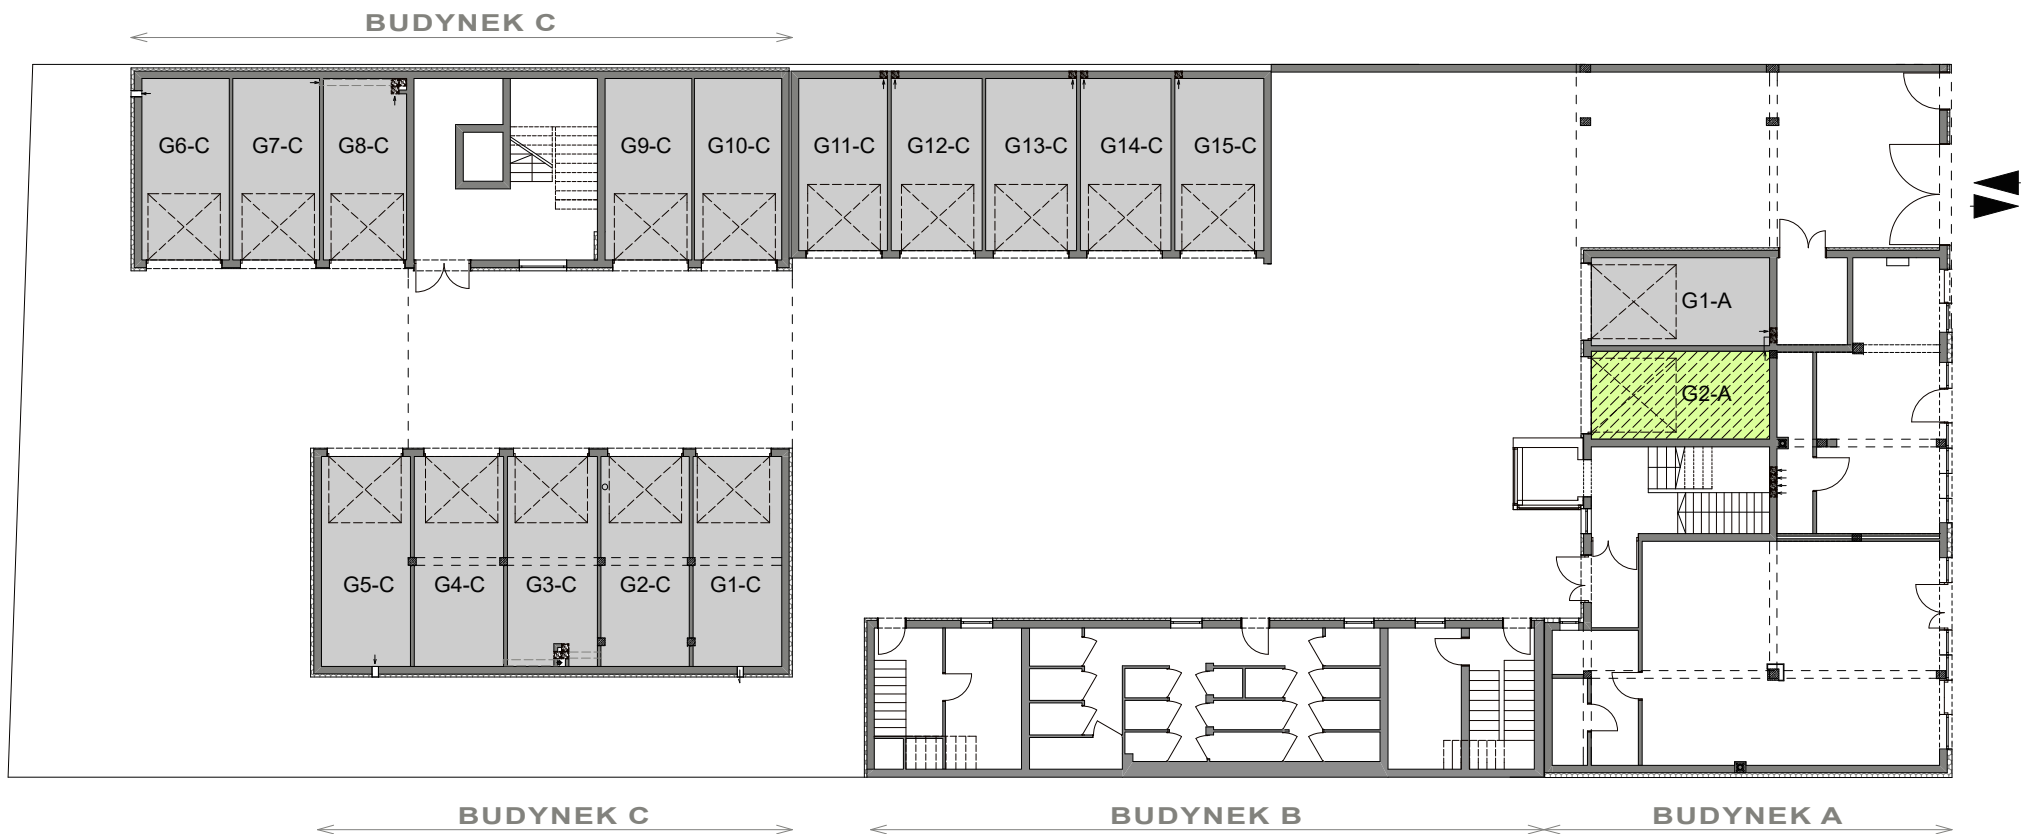 BUDYNEK C
G6-C G7-C G8-C G9-C G10-C G11-C G12-C G13-C G14-C G15-C
G1-A
G2-A
G5-C G4-C G3-C G2-C G1-C
BUDYNEK C BUDYNEK B BUDYNEK A